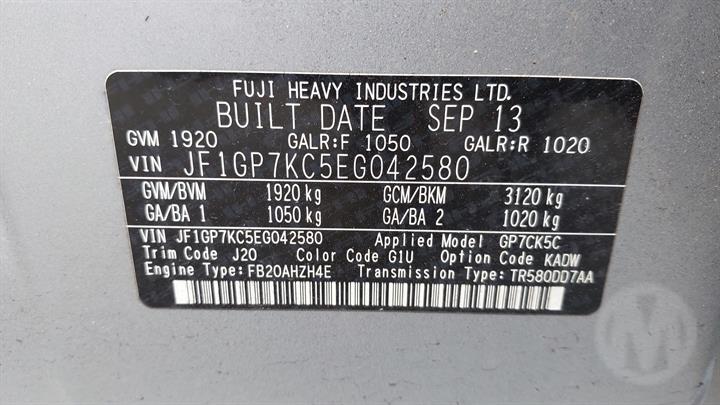 FUJI HEAVY INDUSTRIES LTD.
BUILT DATE SEP 13
GVM 1920 GALR:F 1050 GALR:R 1020
VIN JF1GP7KC5EG042580
GVM/BVM 1920 kg GCM/BKM 3120 kg
GA/BA 1 1050 kg GA/BA 2 1020 kg
VIN JF1GP7KC5EG042580 Applied Model GP7CK5C
Trim Code J20 Color Code G1U Option Code KADW
Engine Type:FB20AHZH4E Transmission Type:TR580DD7AA
M